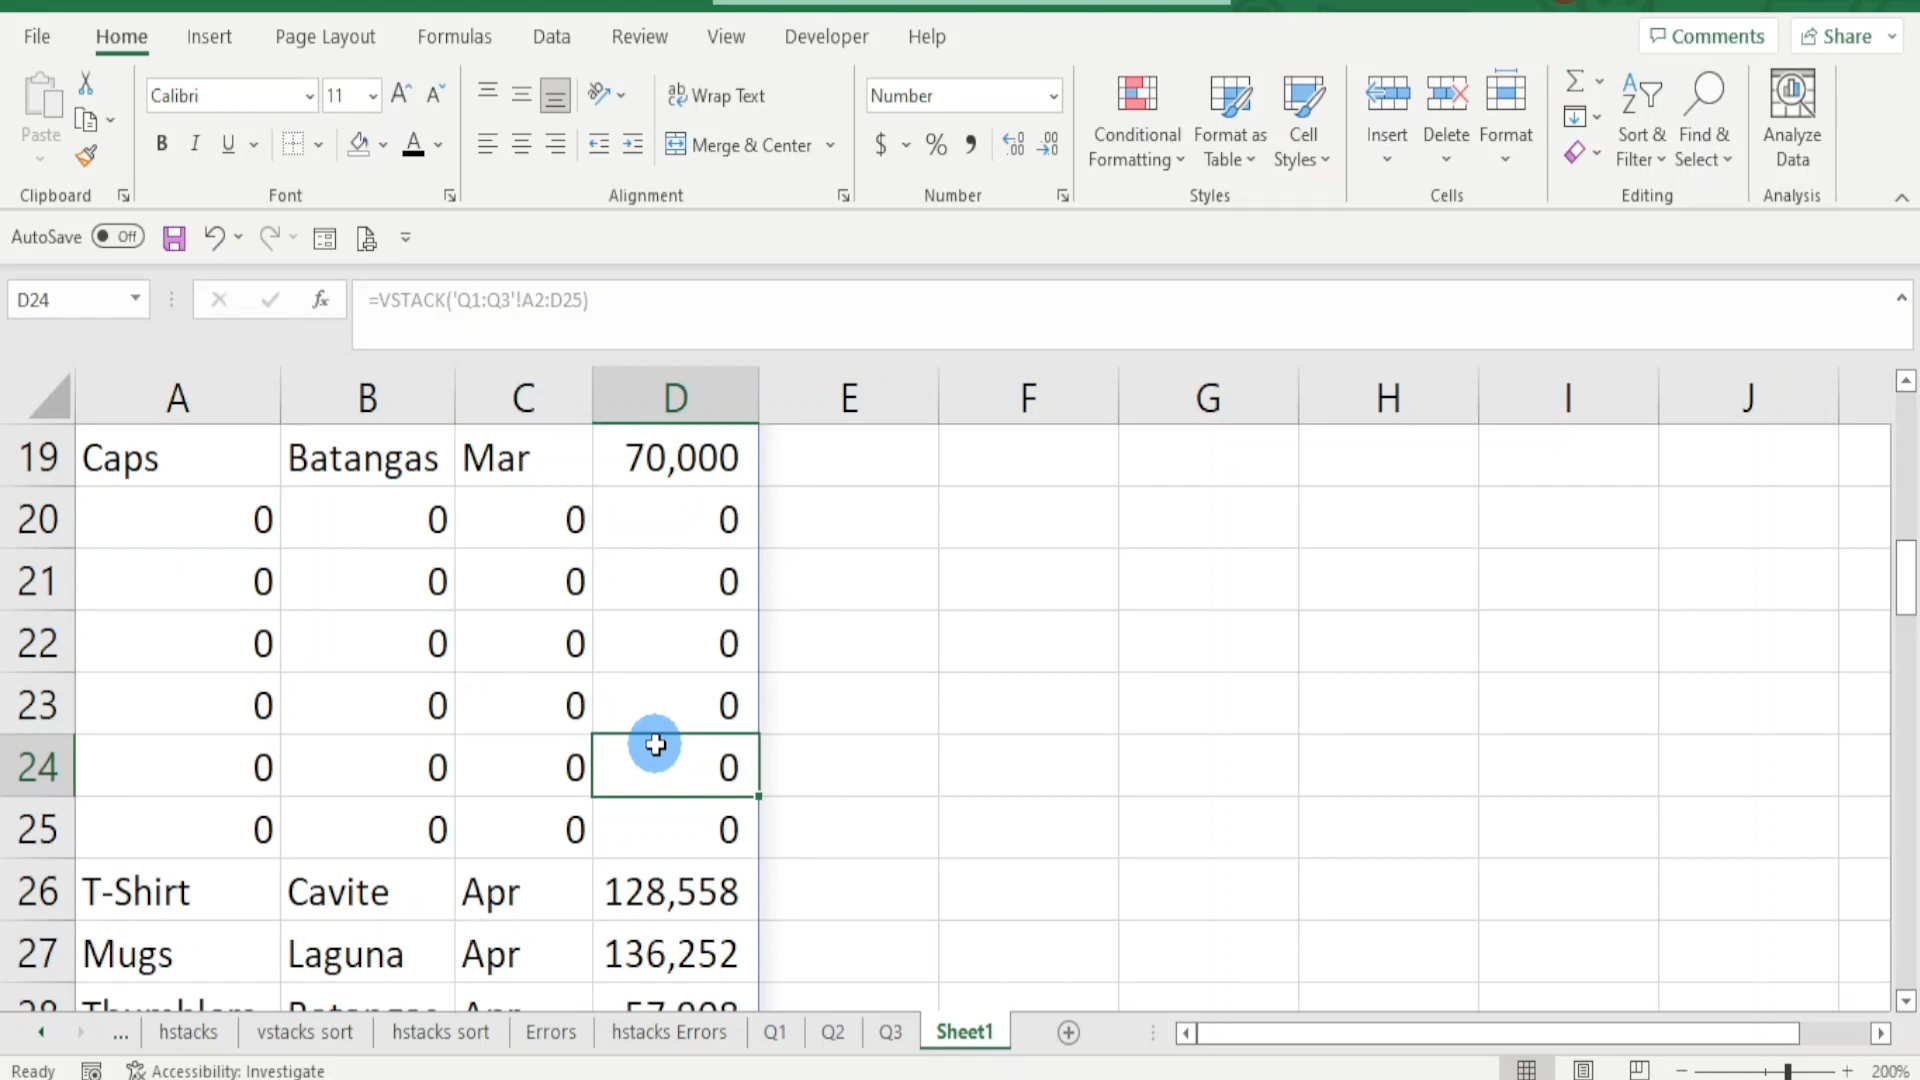 File Home Insert Page Layout Formulas Data Review View Developer Help Comments Share
Calibri 11 Wrap Text Number
Paste
B I U Merge & Center $ %
Conditional Formatting
Format as Table
Cell Styles
Insert Delete Format
Sort & Filter
Find & Select
Analyze Data
Clipboard Font Alignment Number Styles Cells Editing Analysis
AutoSave Off
D24 fx =VSTACK('Q1:Q3'!A2:D25)
A B C D E F G H I J
19 Caps Batangas Mar 70,000
20 0 0 0 0
21 0 0 0 0
22 0 0 0 0
23 0 0 0 0
24 0 0 0 0
25 0 0 0 0
26 T-Shirt Cavite Apr 128,558
27 Mugs Laguna Apr 136,252
... hstacks vstacks sort hstacks sort Errors hstacks Errors Q1 Q2 Q3 Sheet1
Ready Accessibility: Investigate 200%